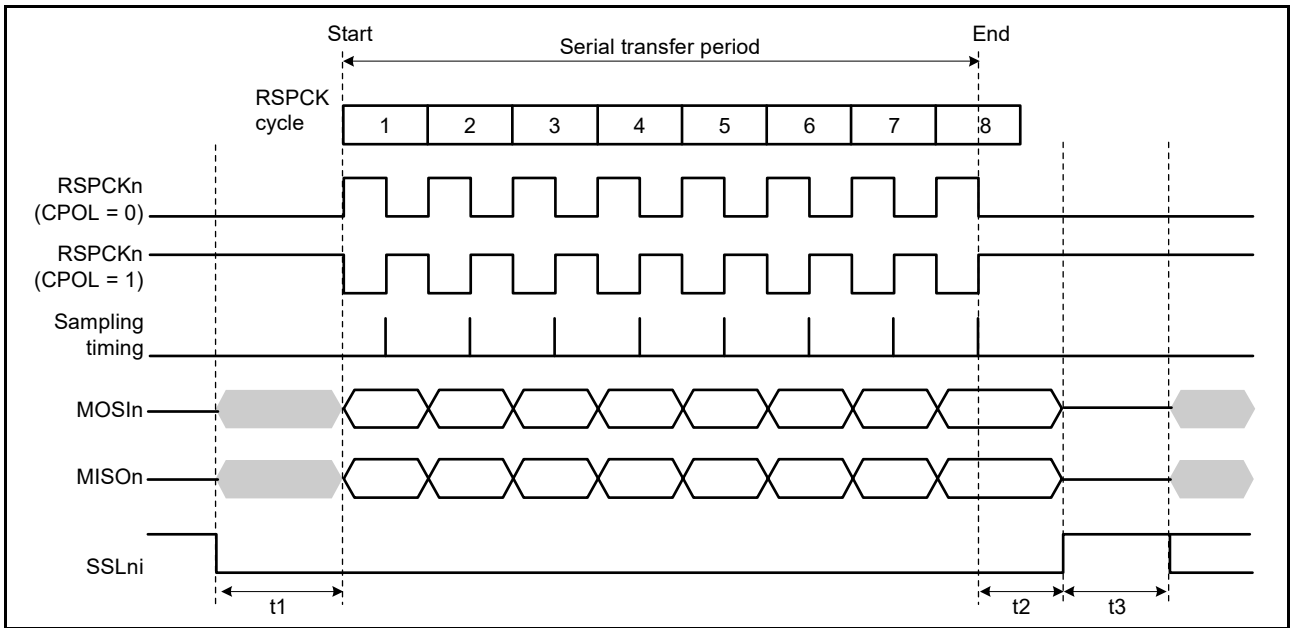 Start
End
Serial transfer period
RSPCK
cycle
1 2 3 4 5 6 7 8
RSPCKn
(CPOL = 0)
RSPCKn
(CPOL = 1)
Sampling
timing
MOSIn
MISOn
SSLni
t1
t2
t3